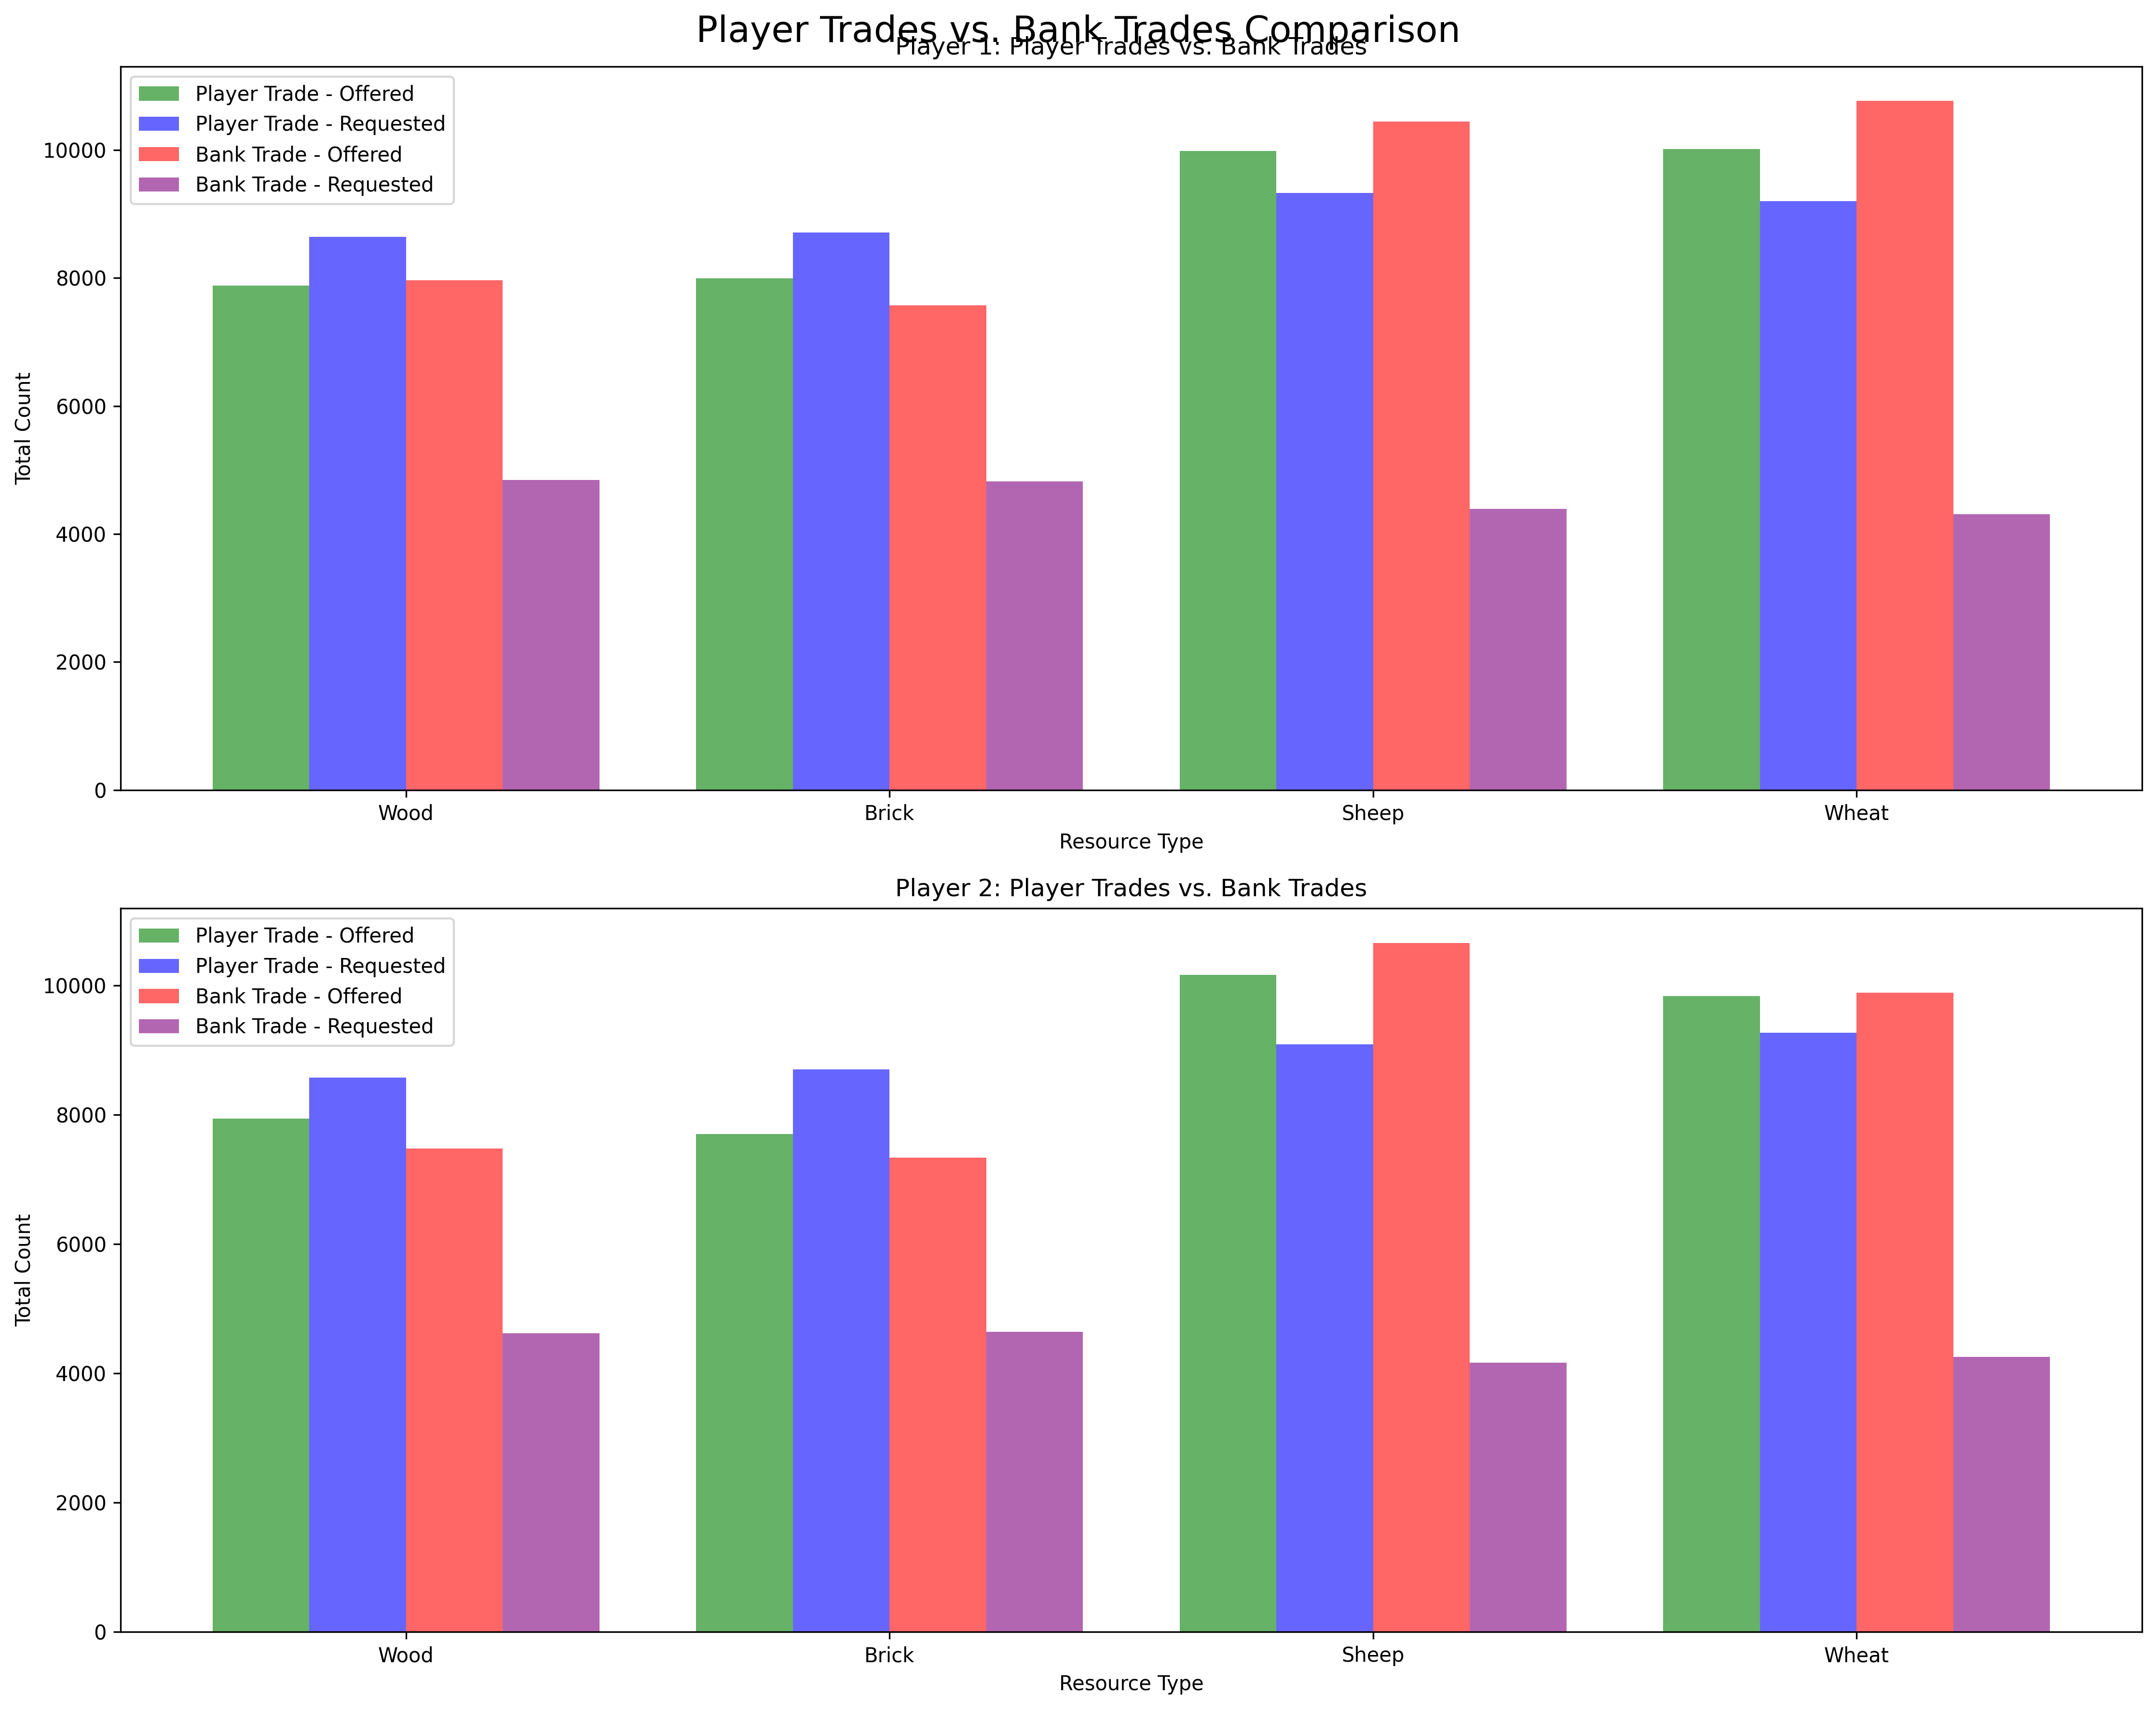 Player Trades vs. Bank Trades Comparison
Player 1: Player Trades vs. Bank Trades
Player Trade - Offered
Player Trade - Requested
Bank Trade - Offered
Bank Trade - Requested
10000
8000
6000
4000
2000
0
Total Count
Wood Brick Sheep Wheat
Resource Type
Player 2: Player Trades vs. Bank Trades
Player Trade - Offered
Player Trade - Requested
Bank Trade - Offered
Bank Trade - Requested
10000
8000
6000
4000
2000
0
Total Count
Wood Brick Sheep Wheat
Resource Type